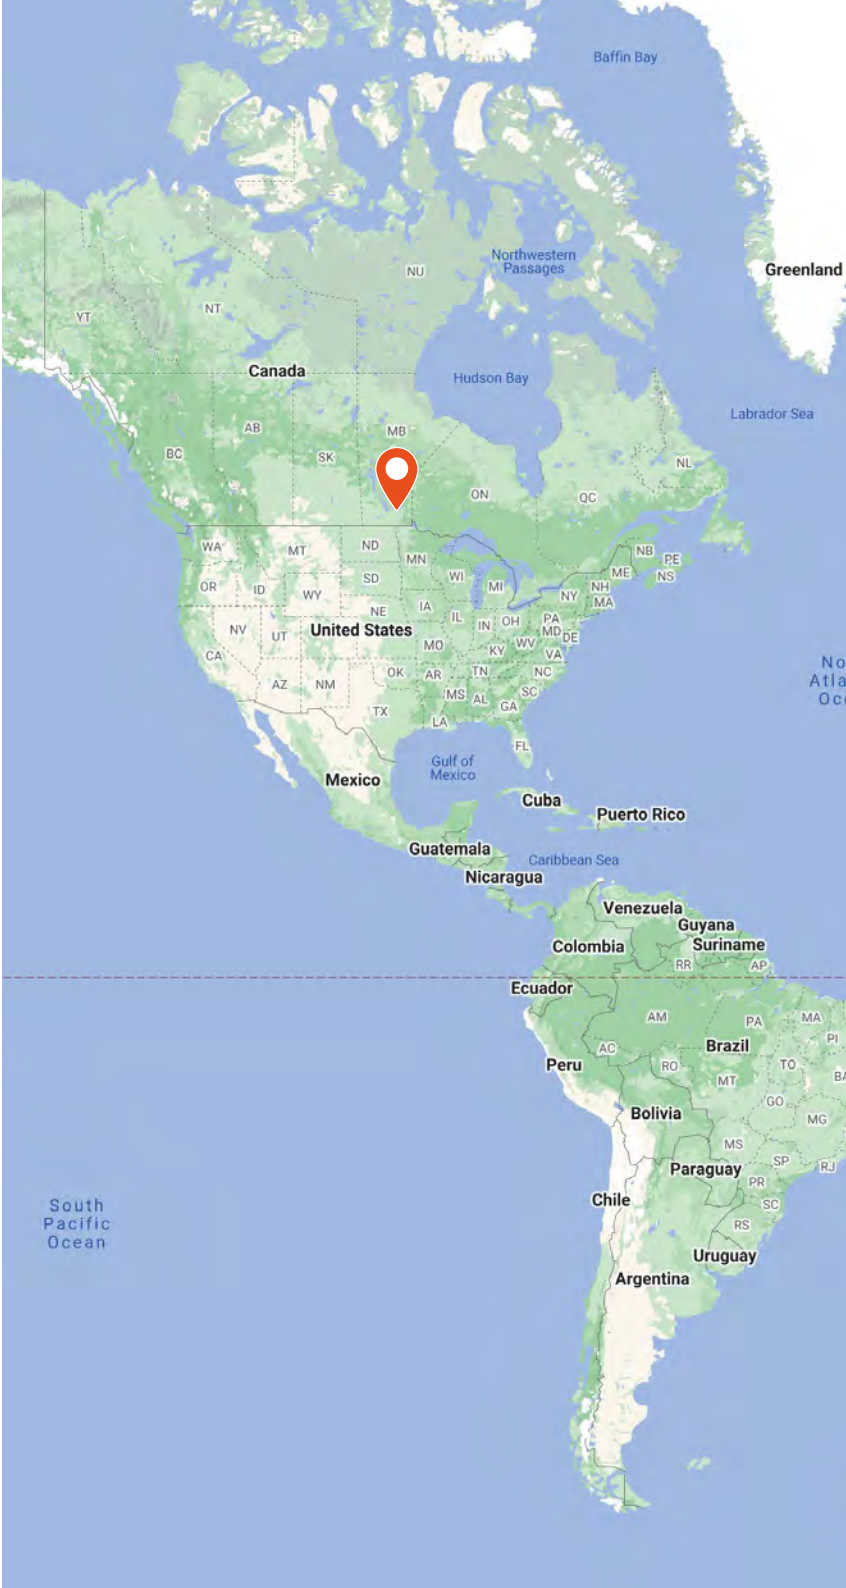 Baffin Bay
Northwestern
Passages
Greenland
NU
NT
YT
Canada
Hudson Bay
Labrador Sea
AB
MB
BC
SK
NL
ON
QC
WA
MT
ND
MN
NB
PE
NS
ME
OR
ID
WY
SD
WI
MI
NY
NH
MA
NE
IA
IL
IN
OH
PA
MD
DE
NV
UT
United States
MO
KY
WV
VA
CA
OK
AR
TN
NC
AZ
NM
MS
AL
SC
GA
TX
LA
FL
No
Atla
Oc
Gulf of
Mexico
Mexico
Cuba
Puerto Rico
Guatemala
Caribbean Sea
Nicaragua
Venezuela
Guyana
Suriname
Colombia
RR
AP
Ecuador
AM
PA
MA
PI
AC
Brazil
Peru
RO
MT
TO
BA
GO
MG
Bolivia
MS
SP
RJ
Paraguay
PR
Chile
SC
South
Pacific
Ocean
RS
Uruguay
Argentina